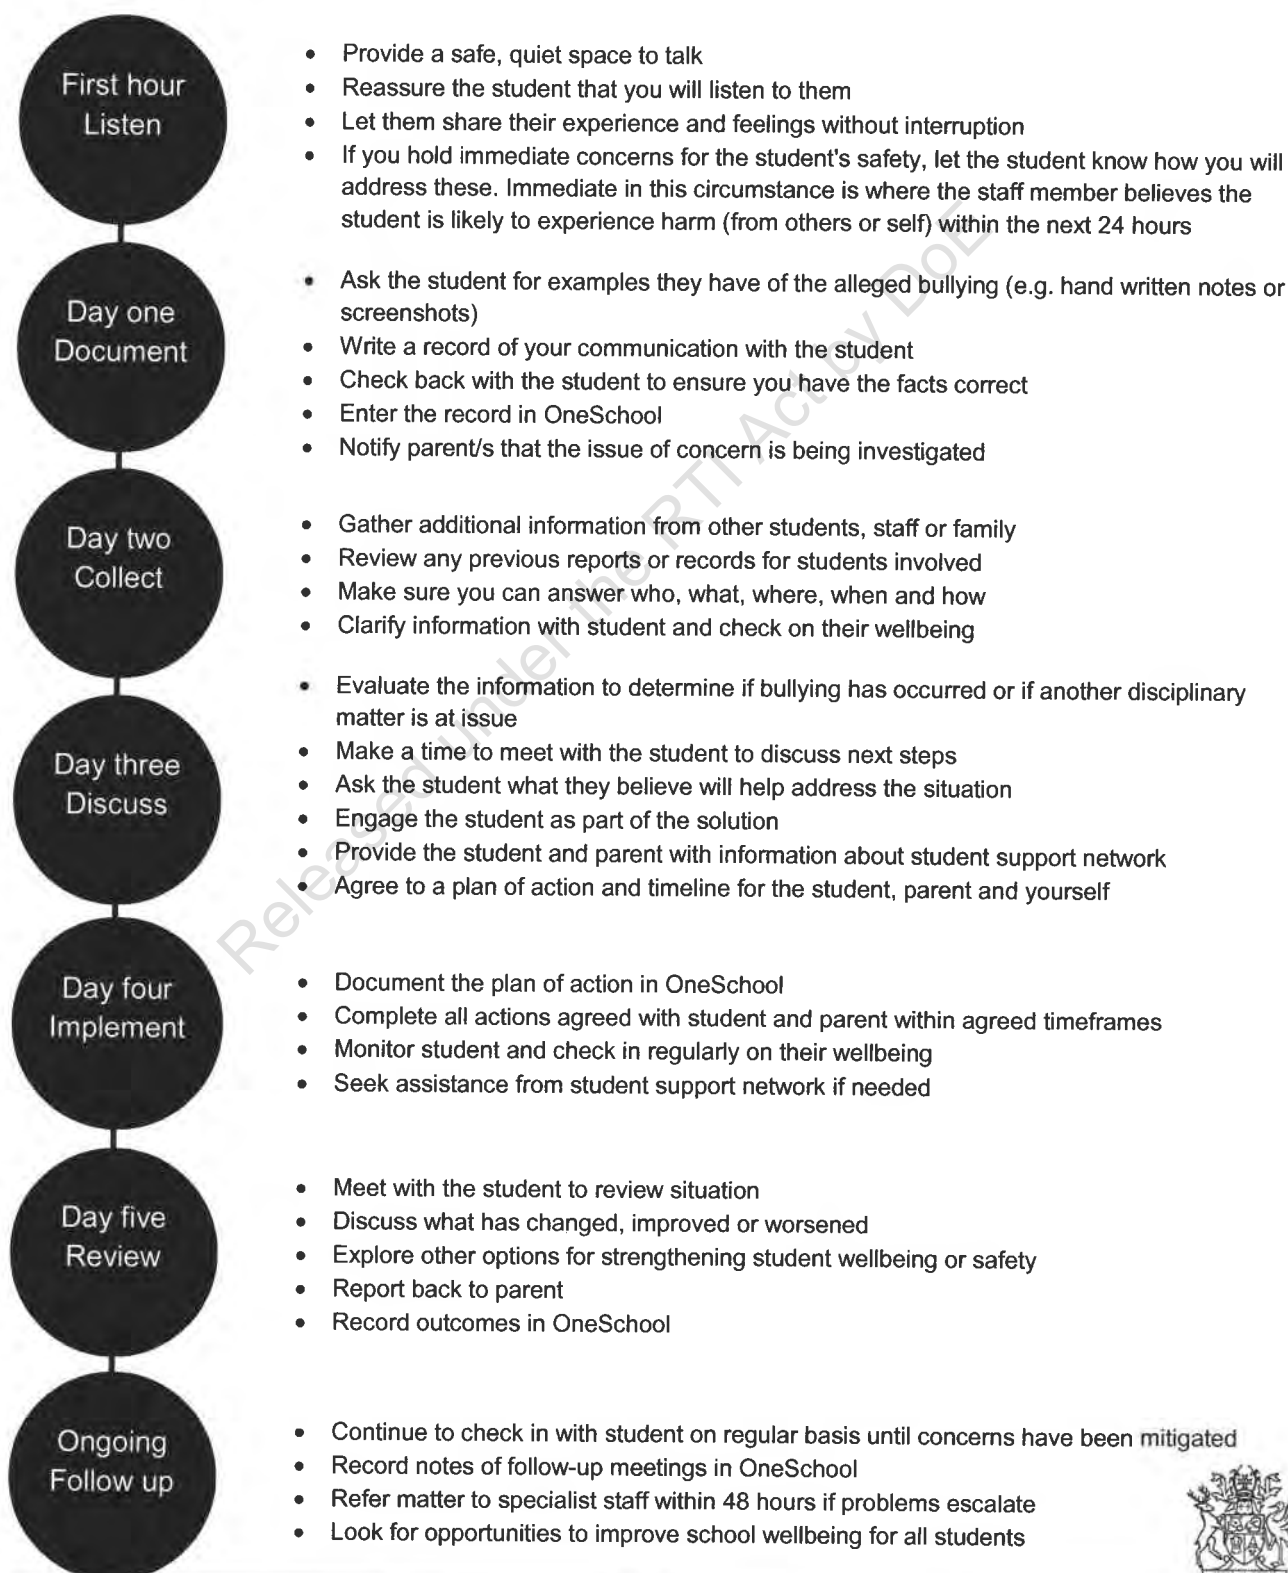 First hour
Listen
• Provide a safe, quiet space to talk
• Reassure the student that you will listen to them
• Let them share their experience and feelings without interruption
• If you hold immediate concerns for the student's safety, let the student know how you will
address these. Immediate in this circumstance is where the staff member believes the
student is likely to experience harm (from others or self) within the next 24 hours
Day one
Document
• Ask the student for examples they have of the alleged bullying (e.g. hand written notes or
screenshots)
• Write a record of your communication with the student
• Check back with the student to ensure you have the facts correct
• Enter the record in OneSchool
• Notify parent/s that the issue of concern is being investigated
Day two
Collect
• Gather additional information from other students, staff or family
• Review any previous reports or records for students involved
• Make sure you can answer who, what, where, when and how
• Clarify information with student and check on their wellbeing
Day three
Discuss
• Evaluate the information to determine if bullying has occurred or if another disciplinary
matter is at issue
• Make a time to meet with the student to discuss next steps
• Ask the student what they believe will help address the situation
• Engage the student as part of the solution
• Provide the student and parent with information about student support network
• Agree to a plan of action and timeline for the student, parent and yourself
Day four
Implement
• Document the plan of action in OneSchool
• Complete all actions agreed with student and parent within agreed timeframes
• Monitor student and check in regularly on their wellbeing
• Seek assistance from student support network if needed
Day five
Review
• Meet with the student to review situation
• Discuss what has changed, improved or worsened
• Explore other options for strengthening student wellbeing or safety
• Report back to parent
• Record outcomes in OneSchool
Ongoing
Follow up
• Continue to check in with student on regular basis until concerns have been mitigated
• Record notes of follow-up meetings in OneSchool
• Refer matter to specialist staff within 48 hours if problems escalate
• Look for opportunities to improve school wellbeing for all students
Released under the RTI Act by DoE